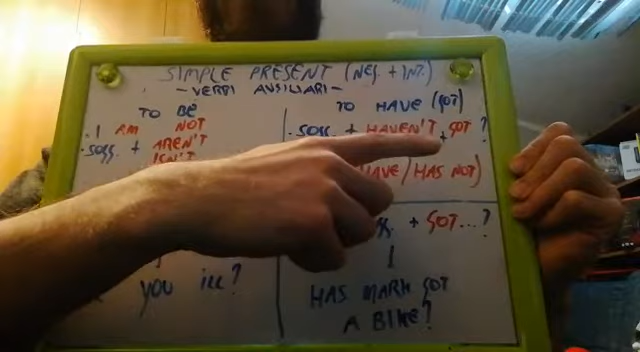 SIMPLE PRESENT (NEG. + INT.)
- VERBI AUSILIARI -
TO BE
. I AM NOT
. SOGG. + AREN'T
ISN'T
YOU ILL?
TO HAVE (GOT)
. SOGG. + HAVEN'T + GOT ?
HAVE / HAS NOT)
+ GOT...?
HAS MARK GOT
A BIKE?